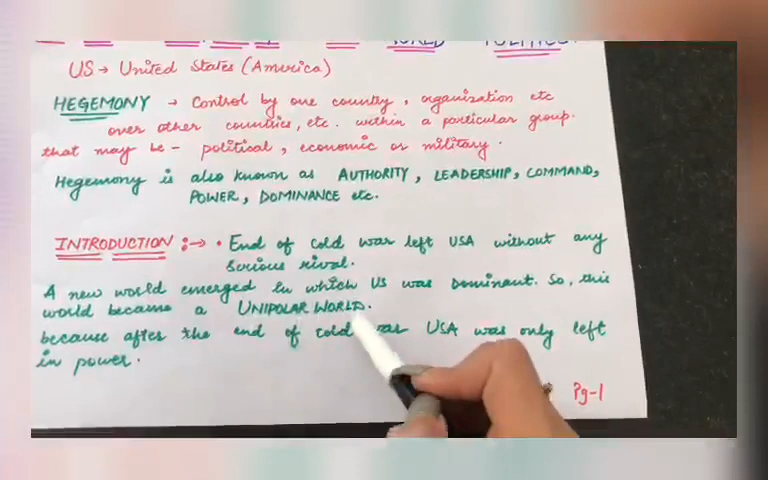 WORLD POLITICS
US → United States (America)
HEGEMONY → Control by one country, organization etc
over other countries, etc. within a particular group.
that may be - political, economic or military.
Hegemony is also known as AUTHORITY, LEADERSHIP, COMMAND,
POWER, DOMINANCE etc.
INTRODUCTION :→ • End of cold war left USA without any
serious rival.
A new world emerged in which US was dominant. So, this
world became a UNIPOLAR WORLD.
because after the end of cold war USA was only left
in power.
Pg-1